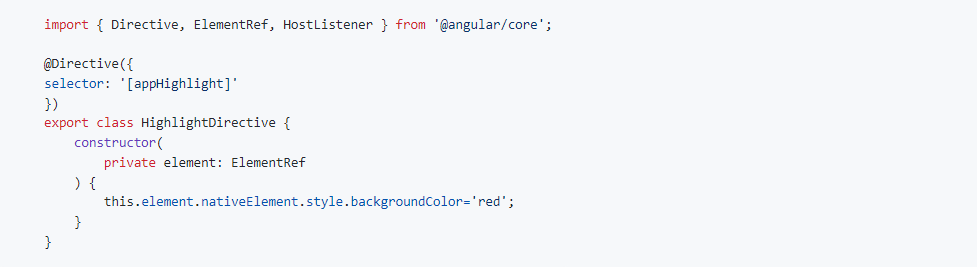 import { Directive, ElementRef, HostListener } from '@angular/core';
@Directive({
selector: '[appHighlight]'
})
export class HighlightDirective {
    constructor(
        private element: ElementRef
    ) {
        this.element.nativeElement.style.backgroundColor='red';
    }
}